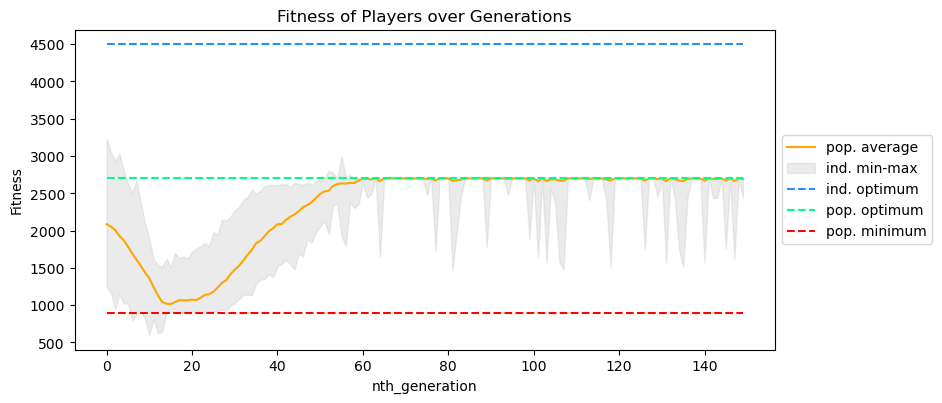 Fitness of Players over Generations
Fitness
4500
4000
3500
3000
2500
2000
1500
1000
500
0
20
40
60
80
100
120
140
nth_generation
pop. average
ind. min-max
ind. optimum
pop. optimum
pop. minimum